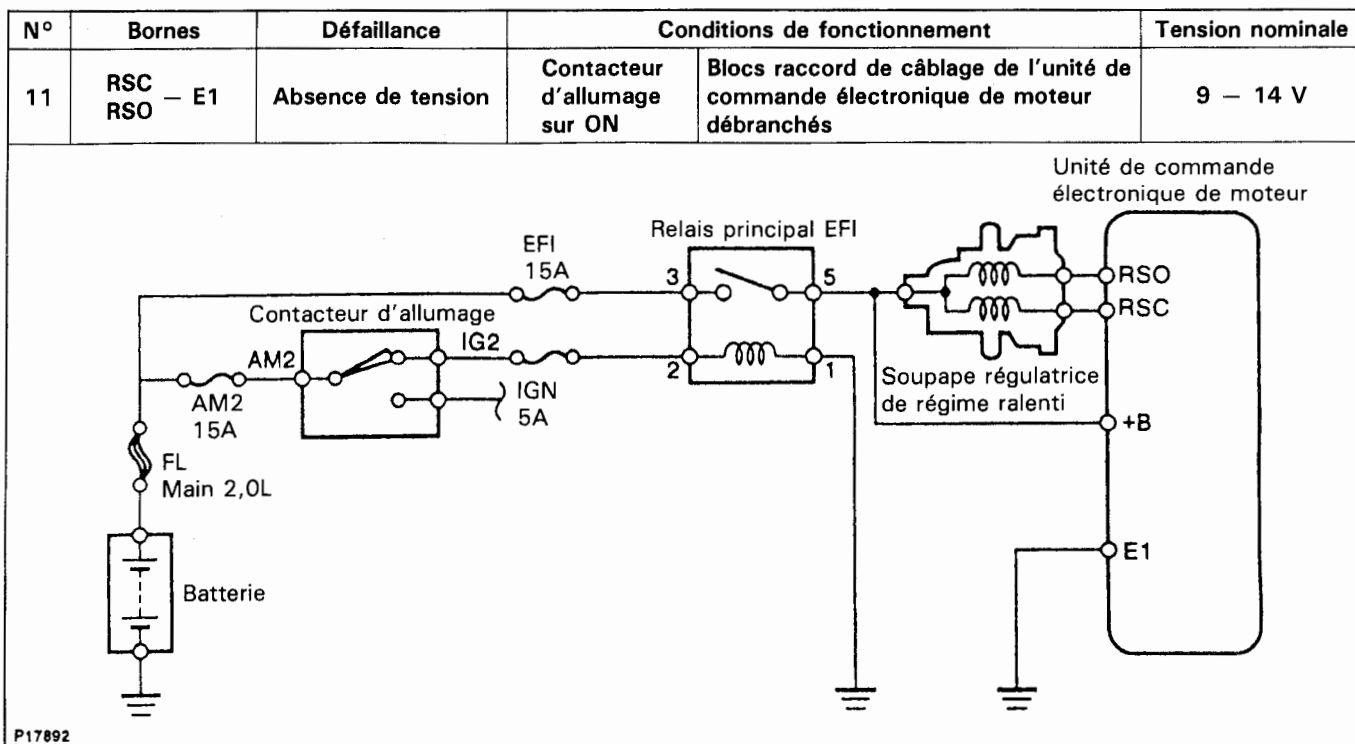 N° Bornes Défaillance Conditions de fonctionnement Tension nominale
11
RSC
RSO
— E1
Absence de tension
Contacteur
d'allumage
sur ON
Blocs raccord de câblage de l'unité de
commande électronique de moteur
débranchés
9 — 14 V
Unité de commande
électronique de moteur
Relais principal EFI
EFI
15A
3
5
RSO
RSC
Contacteur d'allumage
AM2
IG2
2
1
AM2
15A
IGN
5A
Soupape régulatrice
de régime ralenti
+B
FL
Main 2,0L
E1
Batterie
P17892